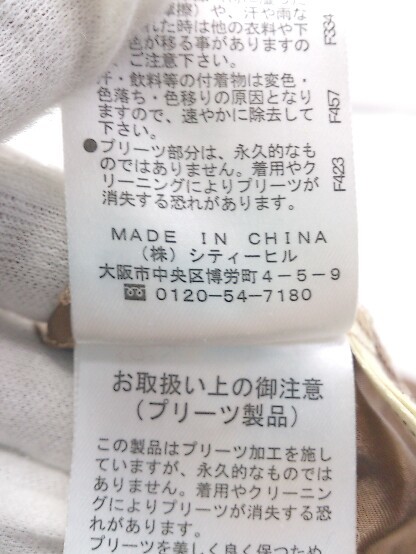 摩擦）や、汗や雨な
れた時は他の衣料や下
色が移る事がありますの
、ご注意下さい。
汗・飲料等の付着物は変色・
色落ち・色移りの原因となり
ますので、速やかに除去して
下さい。
●プリーツ部分は、永久的なも
のではありません。着用やク
リーニングによりプリーツが
消失する恐れがあります。
F334
F457
F423
MADE IN CHINA
（株）シティーヒル
大阪市中央区博労町4-5-9
0120-54-7180
お取扱い上の御注意
（プリーツ製品）
この製品はプリーツ加工を施し
ていますが、永久的なものでは
ありません。着用やクリーニン
グによりプリーツが消失する恐
れがあります。
プリーツを美しく良く保つため